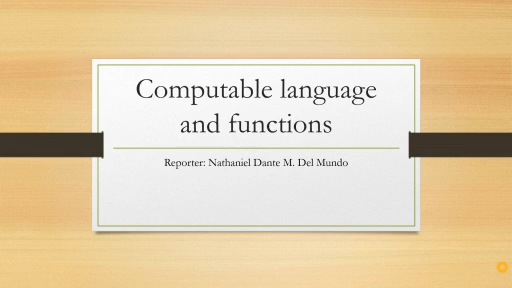 Computable language
and functions
Reporter: Nathaniel Dante M. Del Mundo